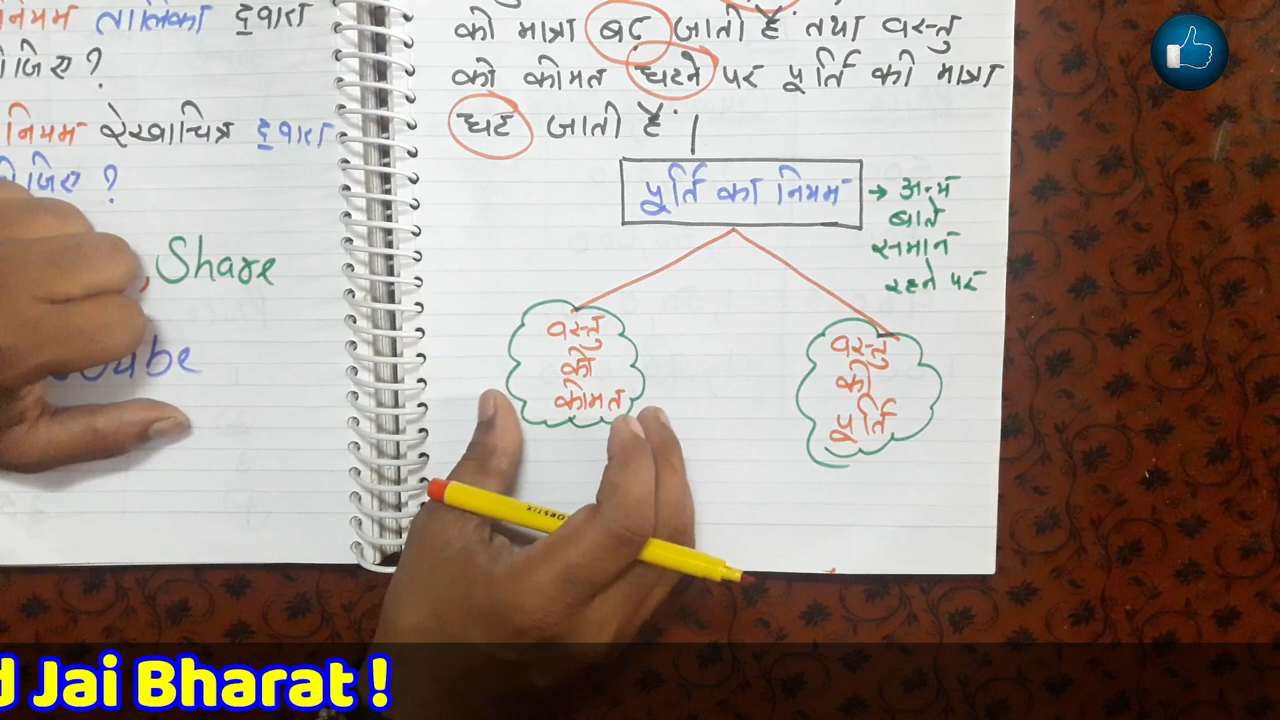 नियम तालिका द्वारा
जिए ?
नियम रेखाचित्र द्वारा
जिए ?
Share
को मात्रा बढ़ जाती हैं तथा वस्तु
को कीमत घटने पर पूर्ति की मात्रा
घट जाती हैं |
पूर्ति का नियम → अन्य
बातें
समान
रहने पर
वस्तु
की
कीमत
वस्तु
की
पूर्ति
Jai Bharat !